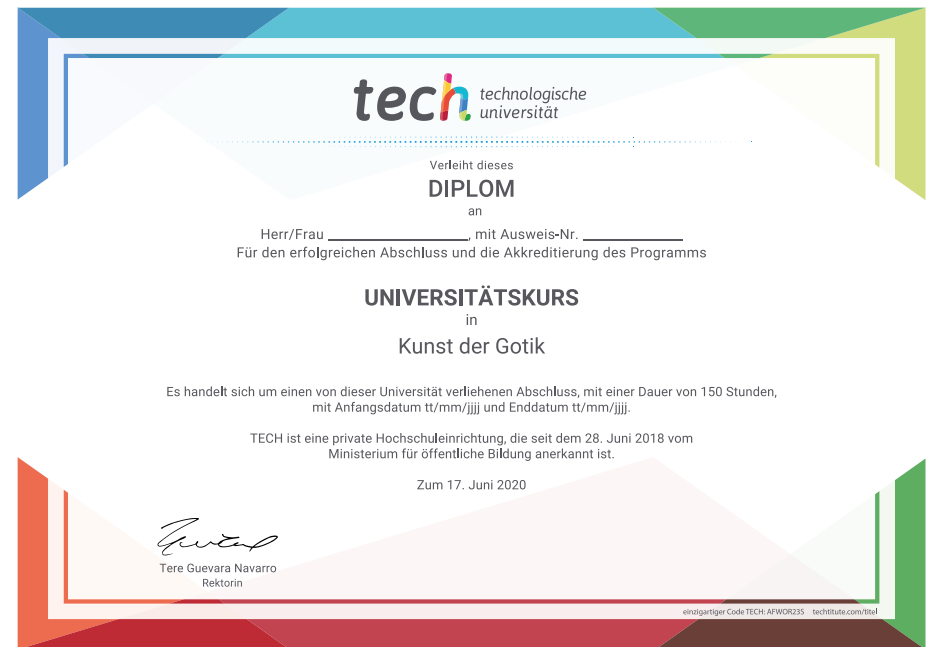 tech technologische
universität
Verleiht dieses
DIPLOM
an
Herr/Frau ____________________, mit Ausweis-Nr. ______________
Für den erfolgreichen Abschluss und die Akkreditierung des Programms
UNIVERSITÄTSKURS
in
Kunst der Gotik
Es handelt sich um einen von dieser Universität verliehenen Abschluss, mit einer Dauer von 150 Stunden,
mit Anfangsdatum tt/mm/jjjj und Enddatum tt/mm/jjjj.
TECH ist eine private Hochschuleinrichtung, die seit dem 28. Juni 2018 vom
Ministerium für öffentliche Bildung anerkannt ist.
Zum 17. Juni 2020
Tere Guevara Navarro
Rektorin
einzigartiger Code TECH: AFWOR23S techtitute.com/titel